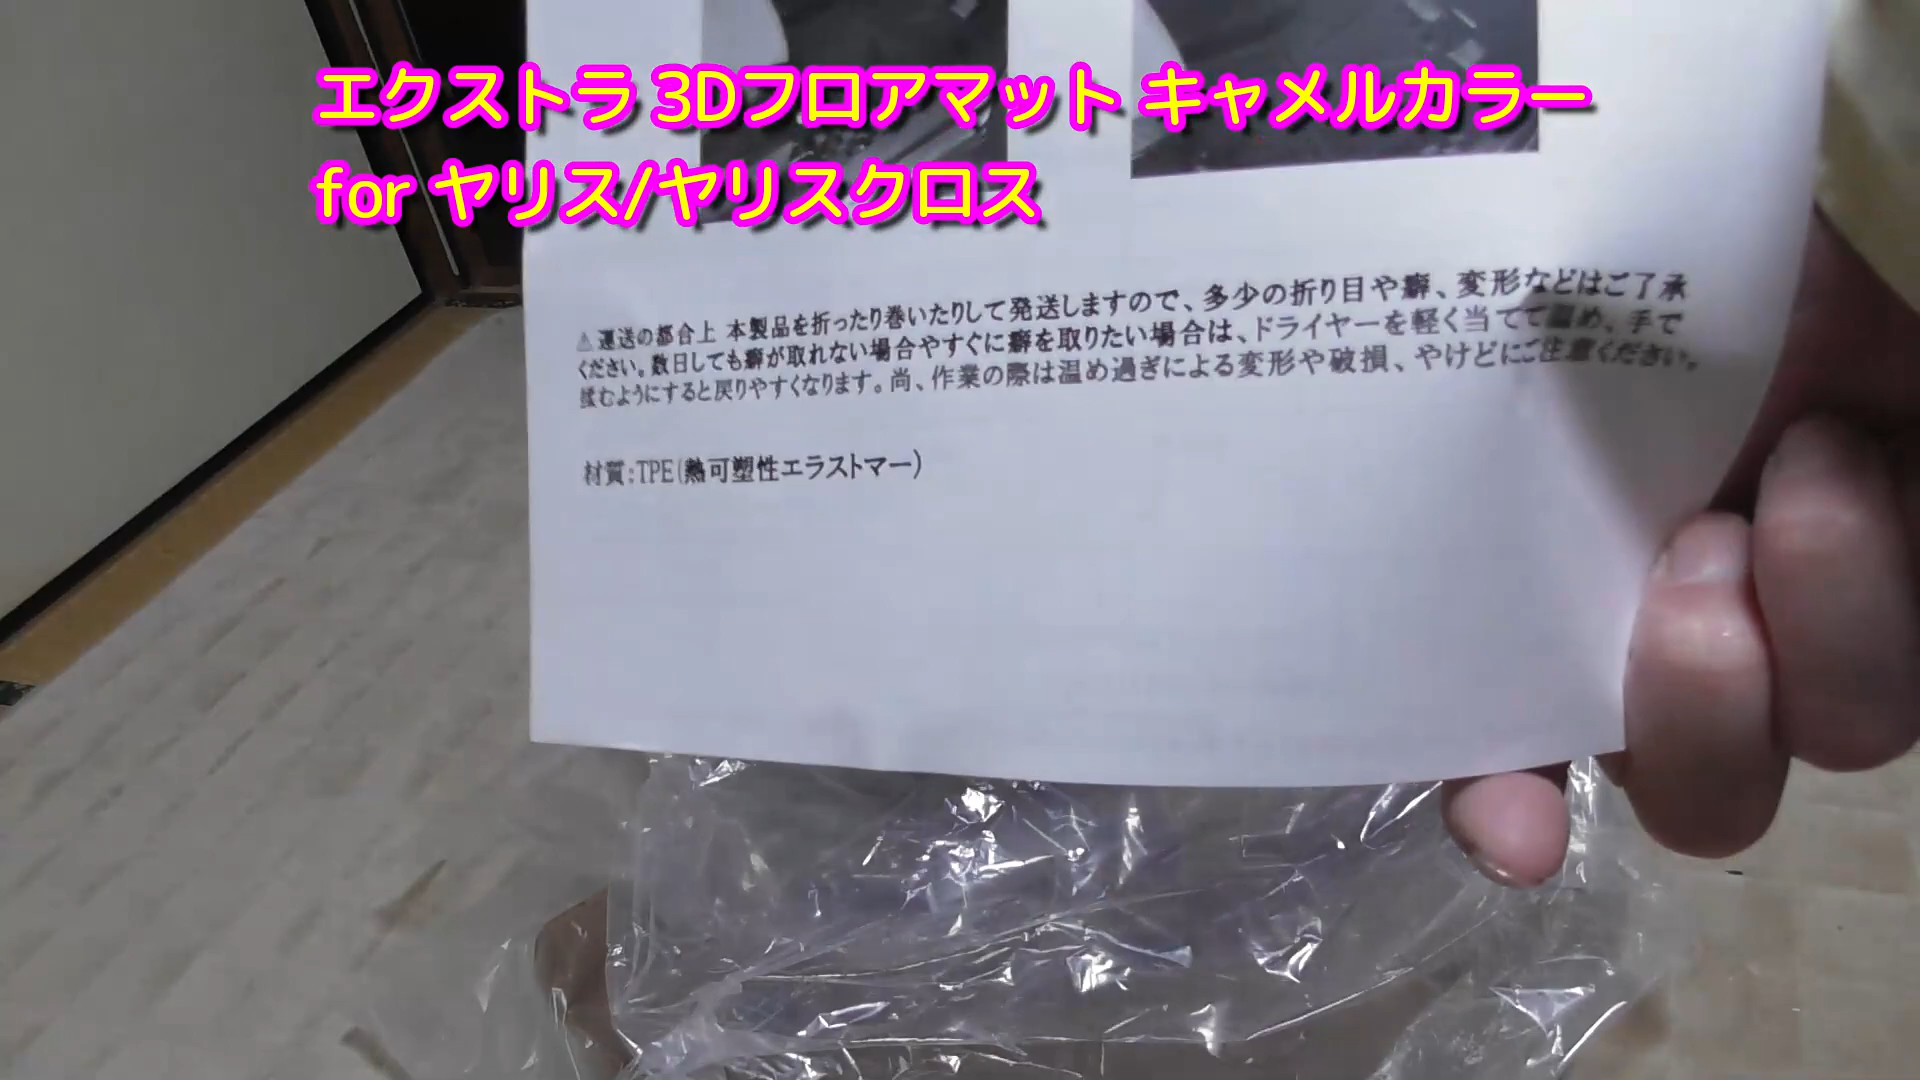 エクストラ 3Dフロアマット キャメルカラー
for ヤリス/ヤリスクロス
⚠運送の都合上 本製品を折ったり巻いたりして発送しますので、多少の折り目や癖、変形などはご了承
ください。数日しても癖が取れない場合やすぐに癖を取りたい場合は、ドライヤーを軽く当てて温め、手で
揉むようにすると戻りやすくなります。尚、作業の際は温め過ぎによる変形や破損、やけどにご注意ください。
材質:TPE(熱可塑性エラストマー)